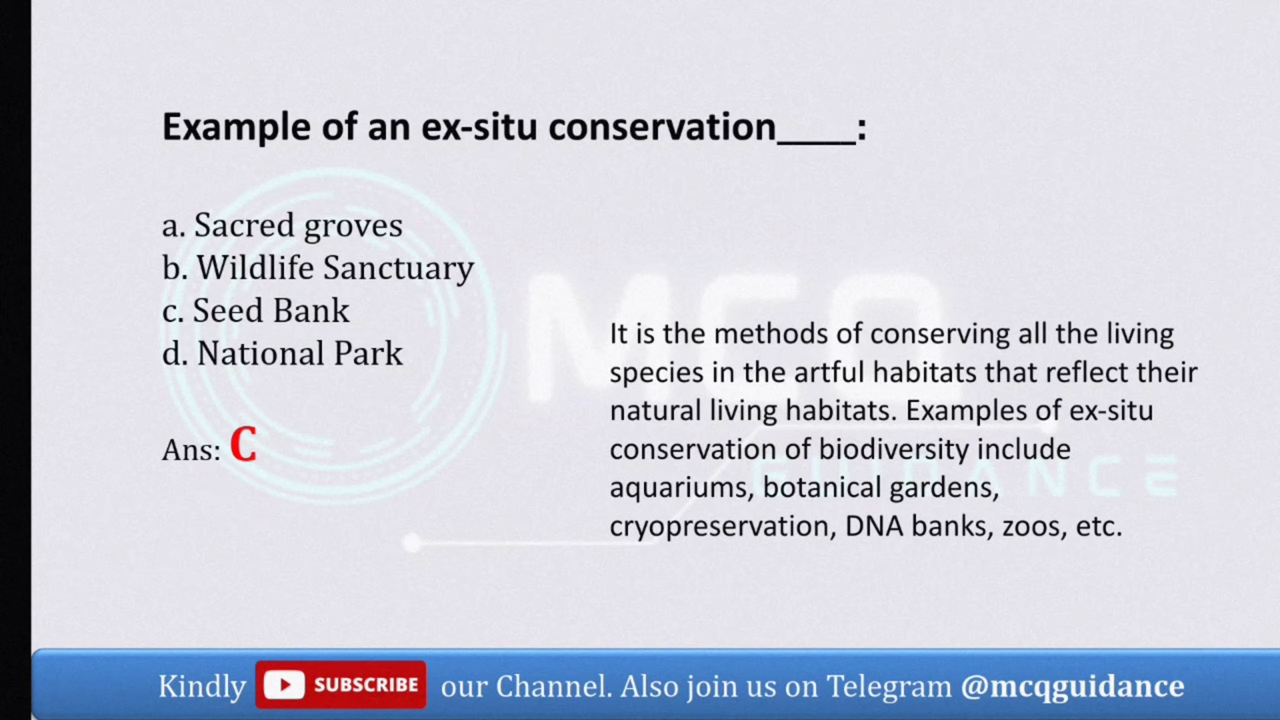 Example of an ex-situ conservation____:
a. Sacred groves
b. Wildlife Sanctuary
c. Seed Bank
d. National Park
Ans: C
It is the methods of conserving all the living
species in the artful habitats that reflect their
natural living habitats. Examples of ex-situ
conservation of biodiversity include
aquariums, botanical gardens,
cryopreservation, DNA banks, zoos, etc.
MCQ
GUIDANCE
Kindly SUBSCRIBE our Channel. Also join us on Telegram @mcqguidance